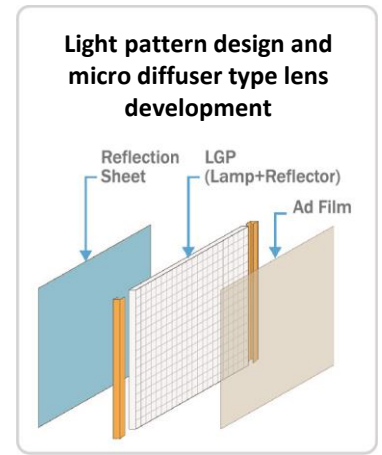 Light pattern design and
micro diffuser type lens
development
Reflection
Sheet
LGP
(Lamp+Reflector)
Ad Film